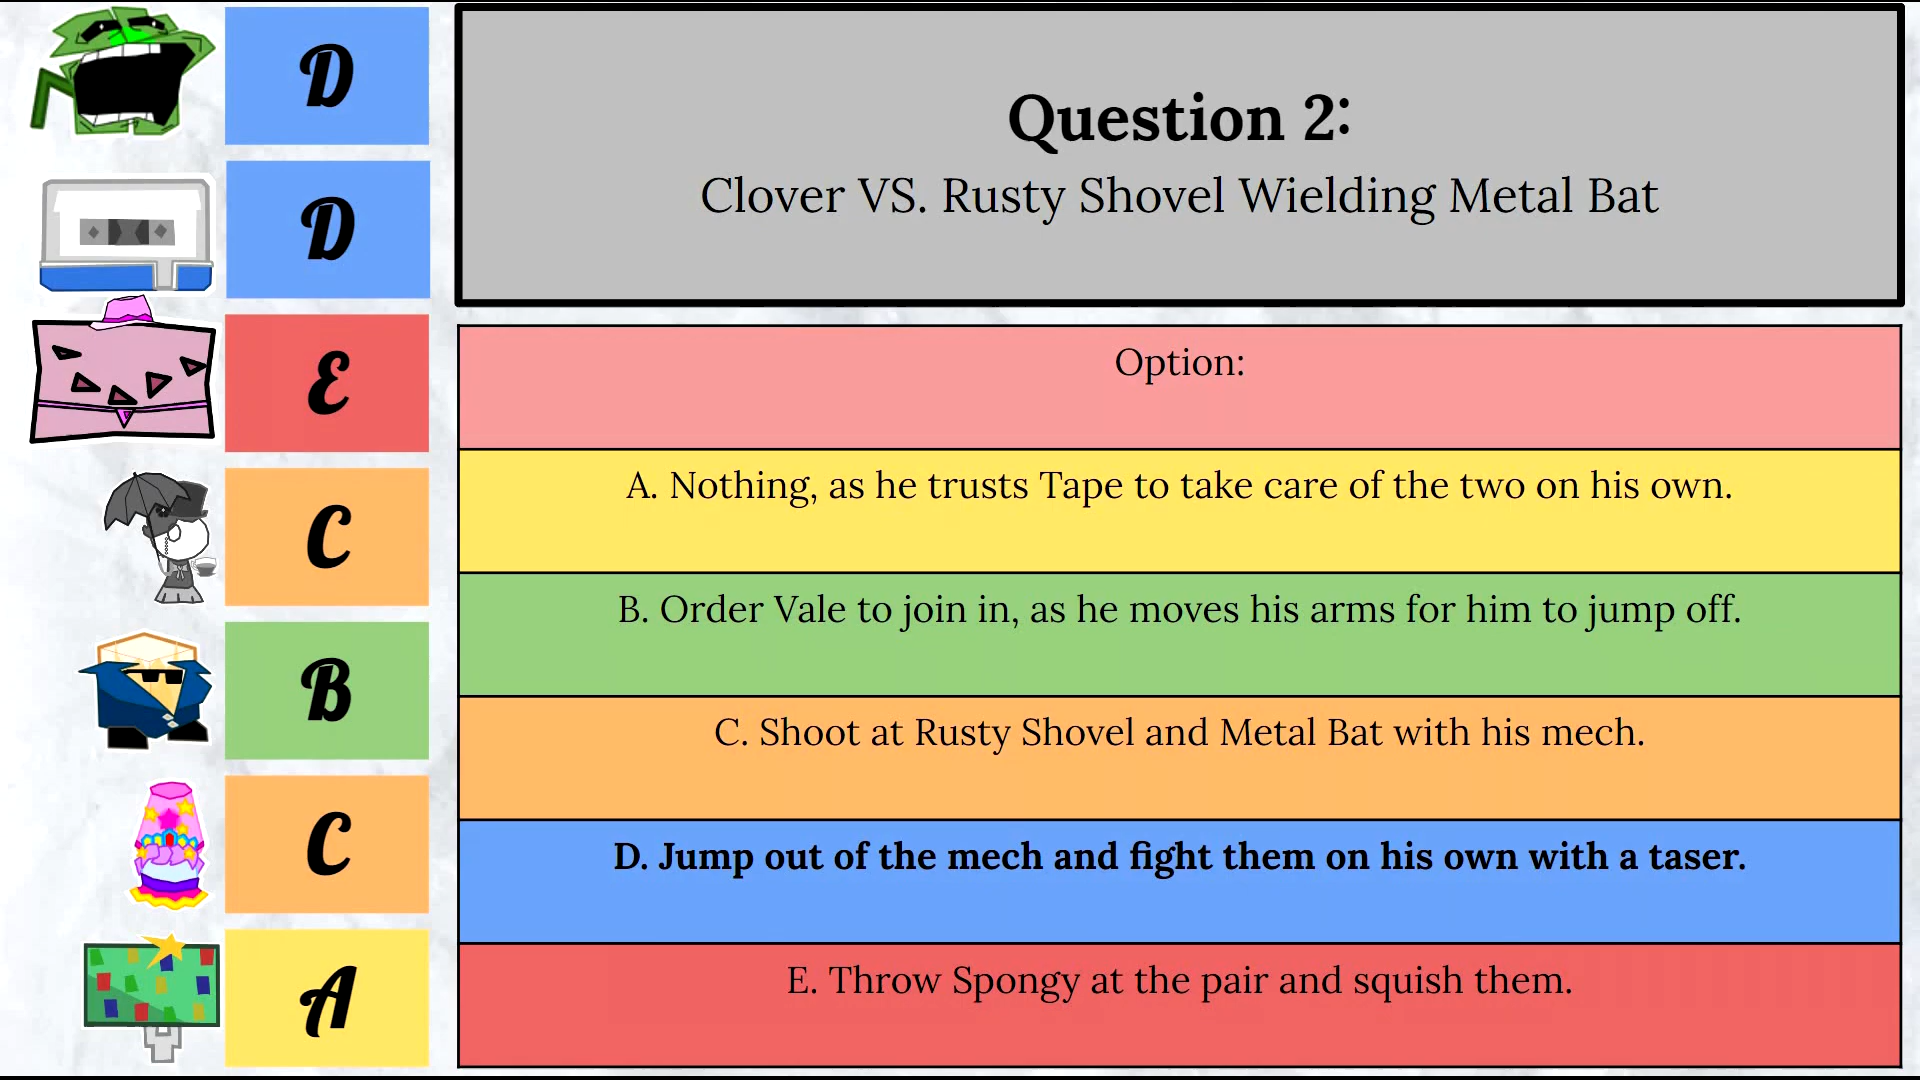 D
D
E
C
B
C
A
Question 2:
Clover VS. Rusty Shovel Wielding Metal Bat
Option:
A. Nothing, as he trusts Tape to take care of the two on his own.
B. Order Vale to join in, as he moves his arms for him to jump off.
C. Shoot at Rusty Shovel and Metal Bat with his mech.
D. Jump out of the mech and fight them on his own with a taser.
E. Throw Spongy at the pair and squish them.